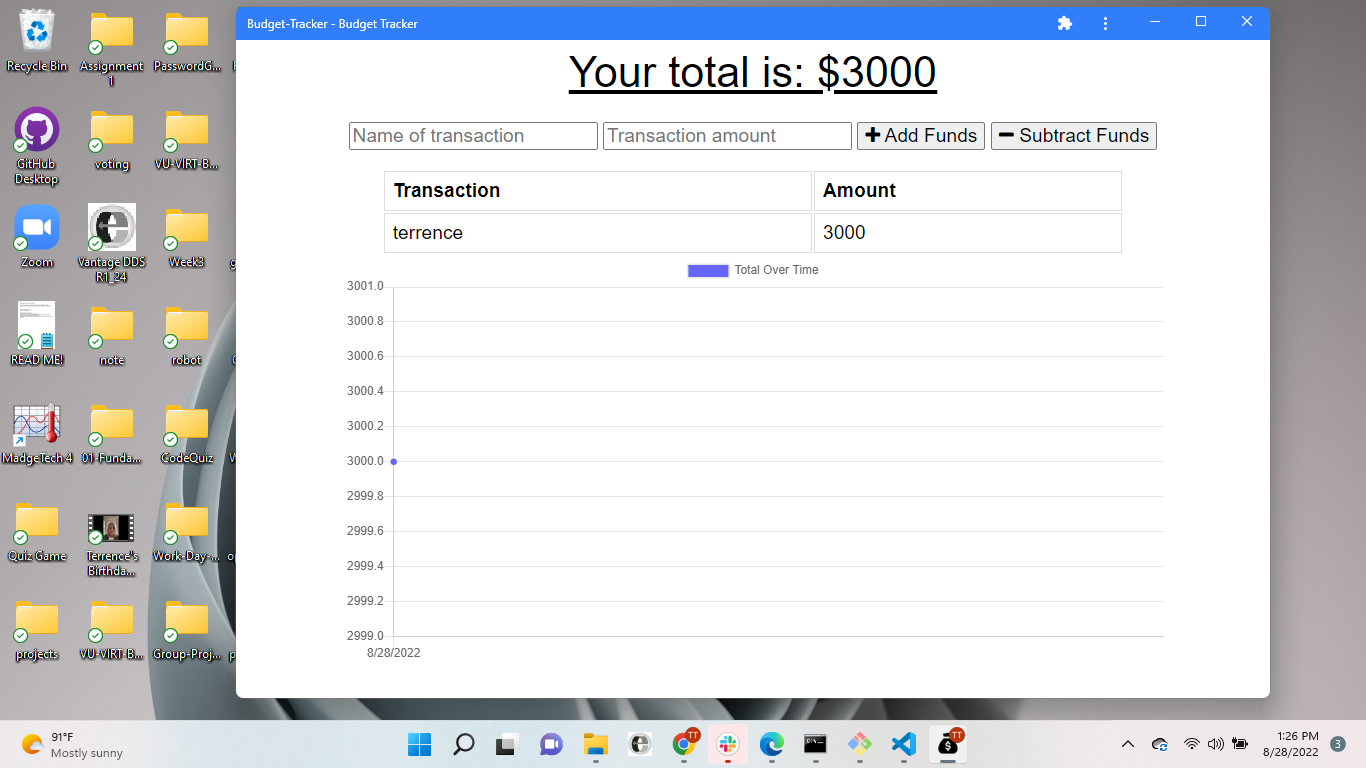 Budget-Tracker - Budget Tracker
Your total is: $3000
Name of transaction
Transaction amount
Add Funds
Subtract Funds
Transaction
Amount
terrence
3000
Total Over Time
3001.0
3000.8
3000.6
3000.4
3000.2
3000.0
2999.8
2999.6
2999.4
2999.2
2999.0
8/28/2022
Recycle Bin
Assignment
1
PasswordG...
GitHub
Desktop
voting
VU-VIRT-B...
Zoom
Vantage DDS
R1_24
Week3
READ ME!
note
robot
MadgeTech 4
01-Funda...
CodeQuiz
Quiz Game
Terrence"s
Birthda...
Work-Day-...
projects
VU-VIRT-B...
Group-Proj...
91°F
Mostly sunny
TT
TT
1:26 PM
8/28/2022
3